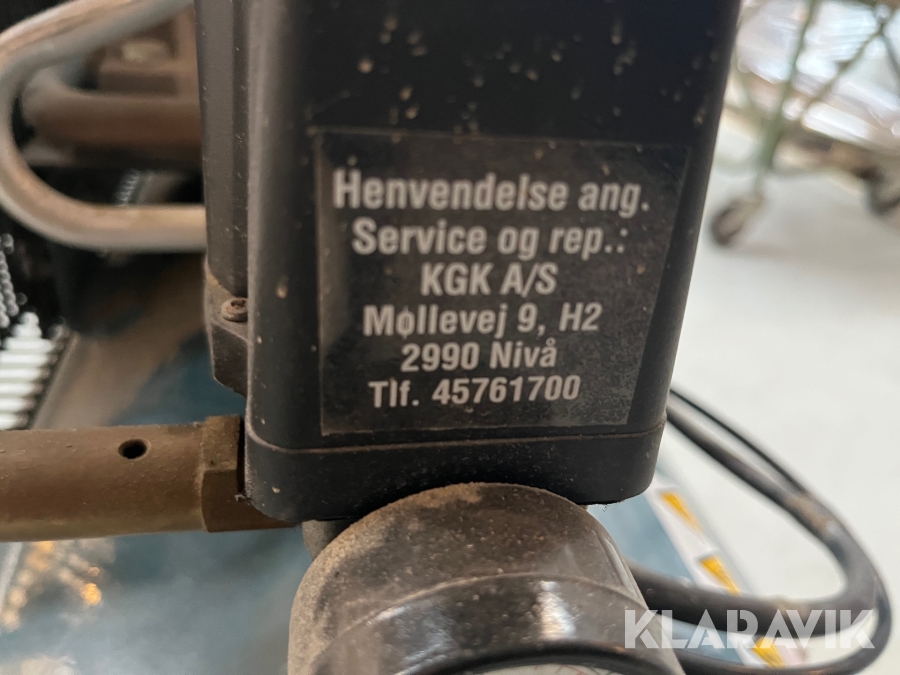 Henvendelse ang.
Service og rep.:
KGK A/S
Møllevej 9, H2
2990 Nivå
Tlf. 45761700
KLARAVIK